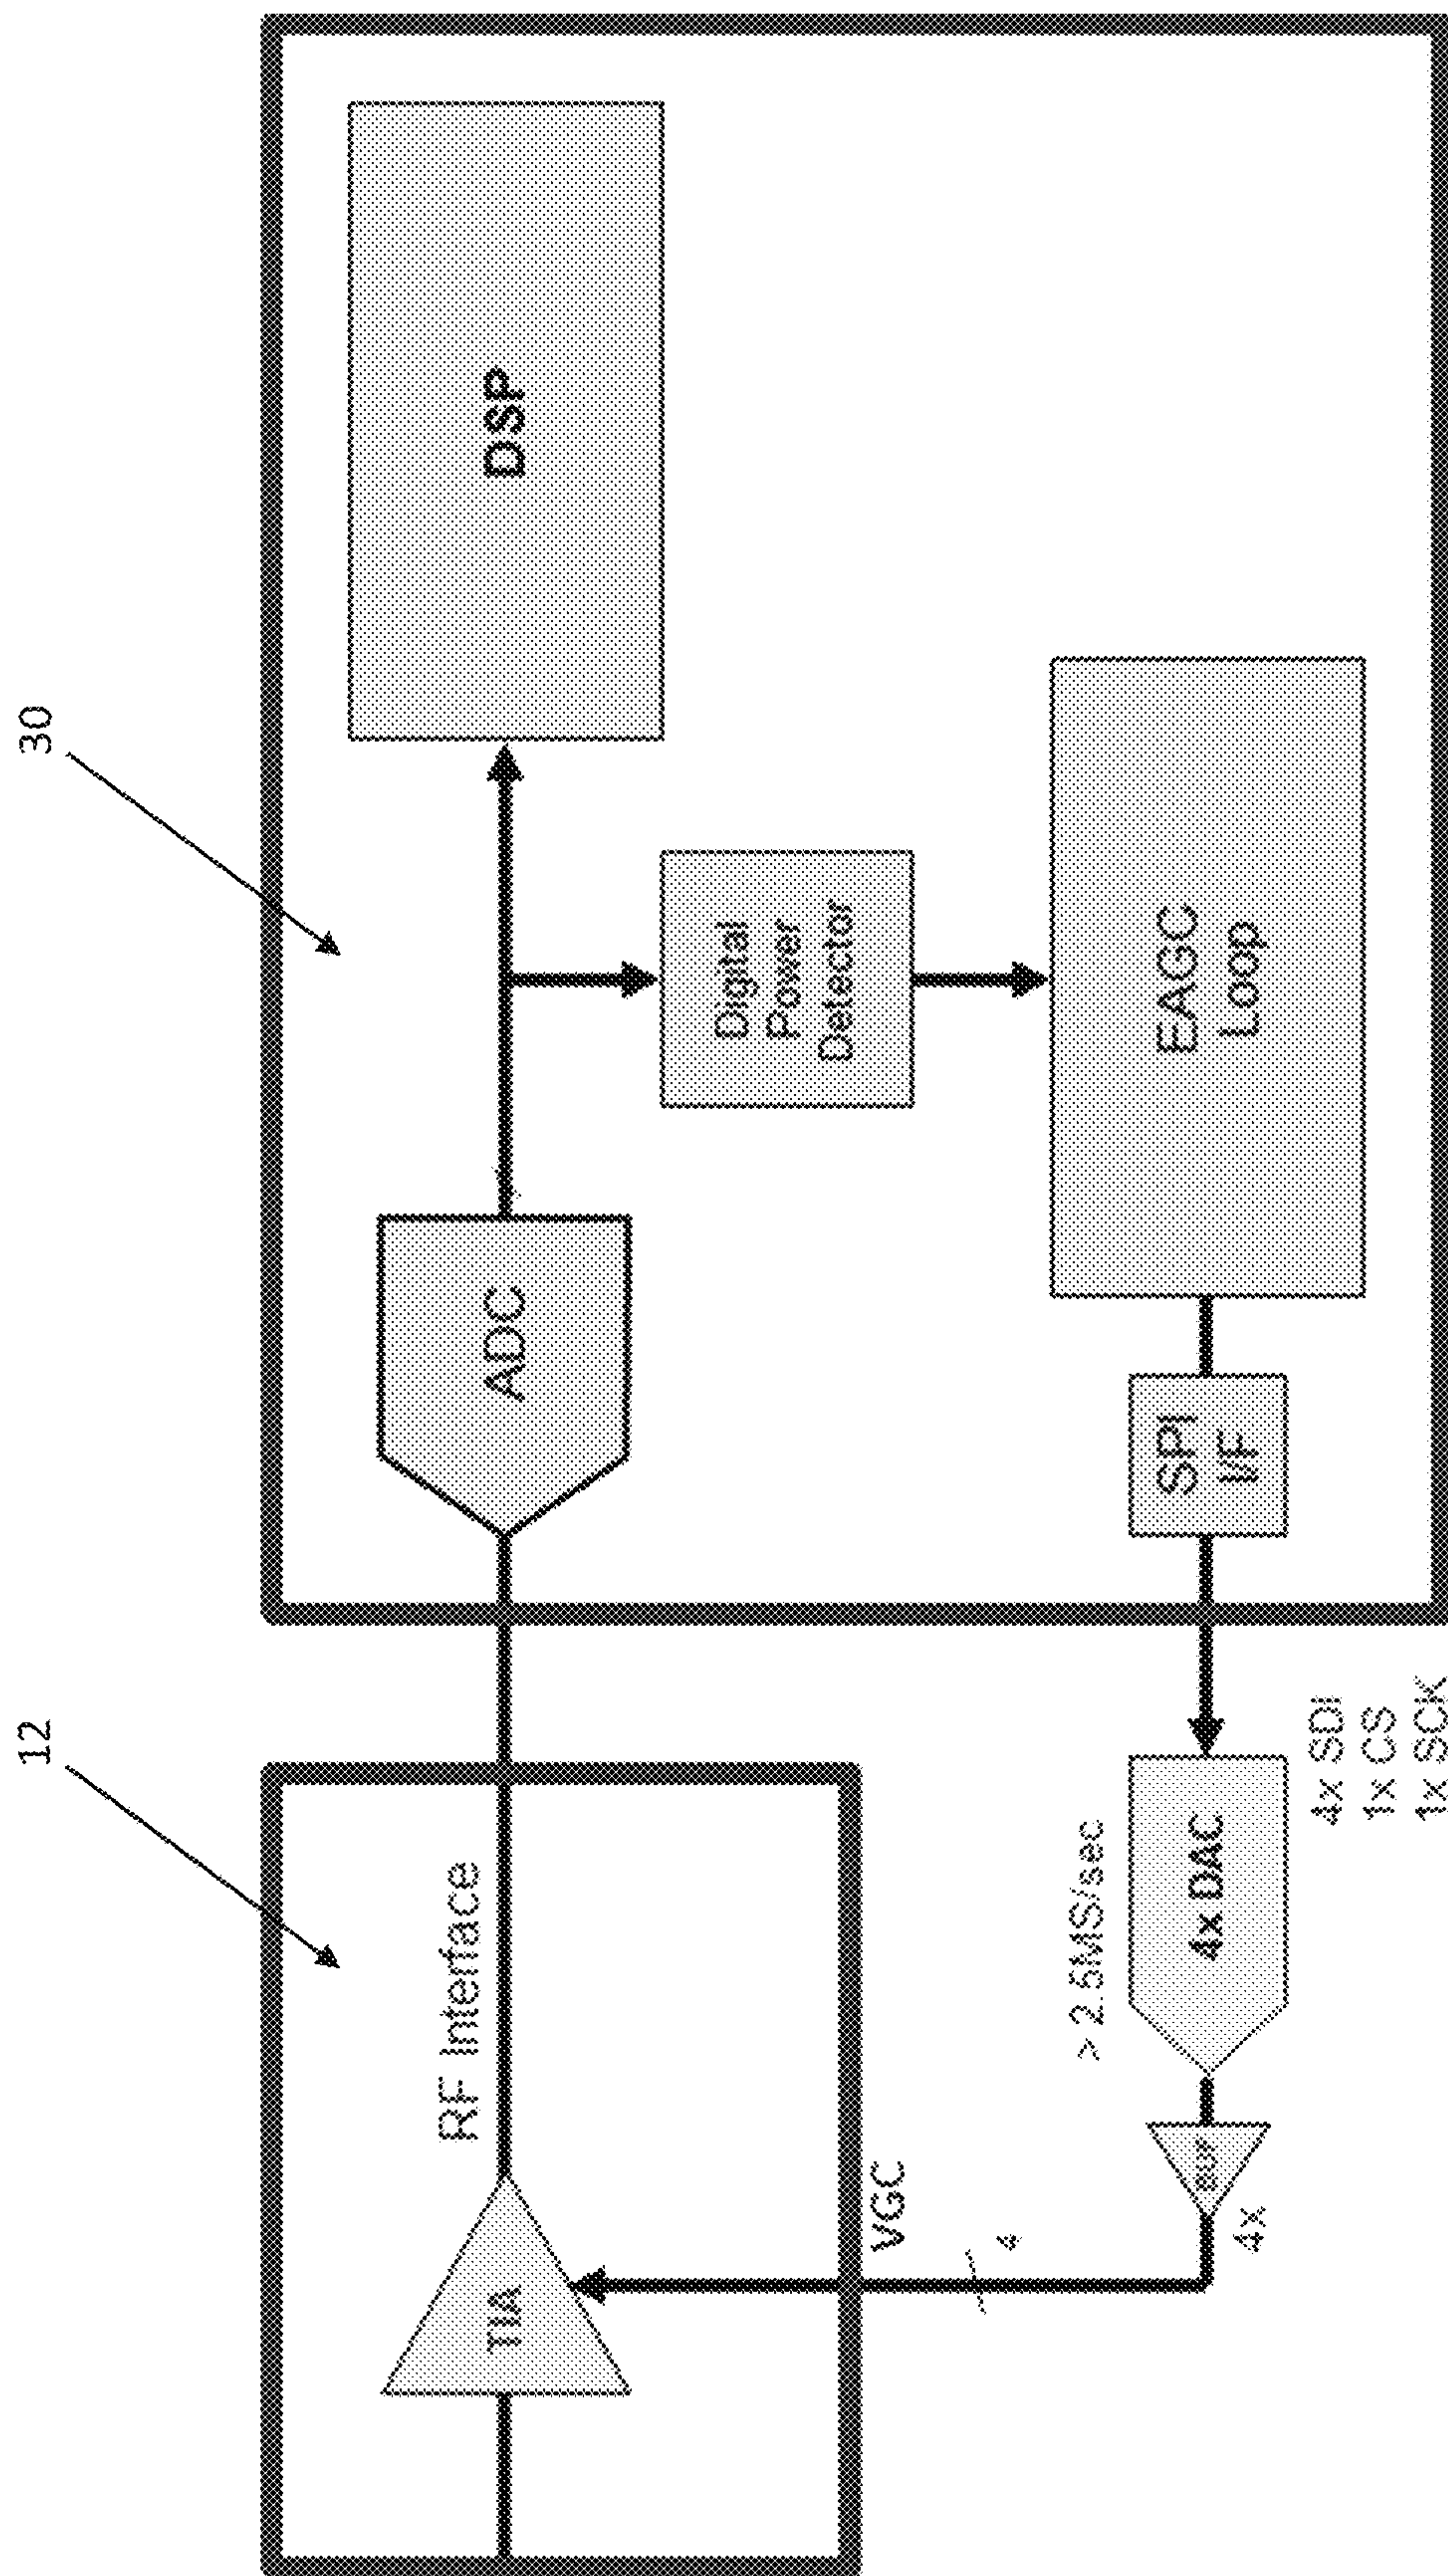 12
30
RF Interface
TIA
ADC
DSP
Digital
Power
Detector
VGC
4
> 2.5MS/sec
BUF
4x
4x DAC
SPI
I/F
EAGC
Loop
4x SDI
1x CS
1x SCK